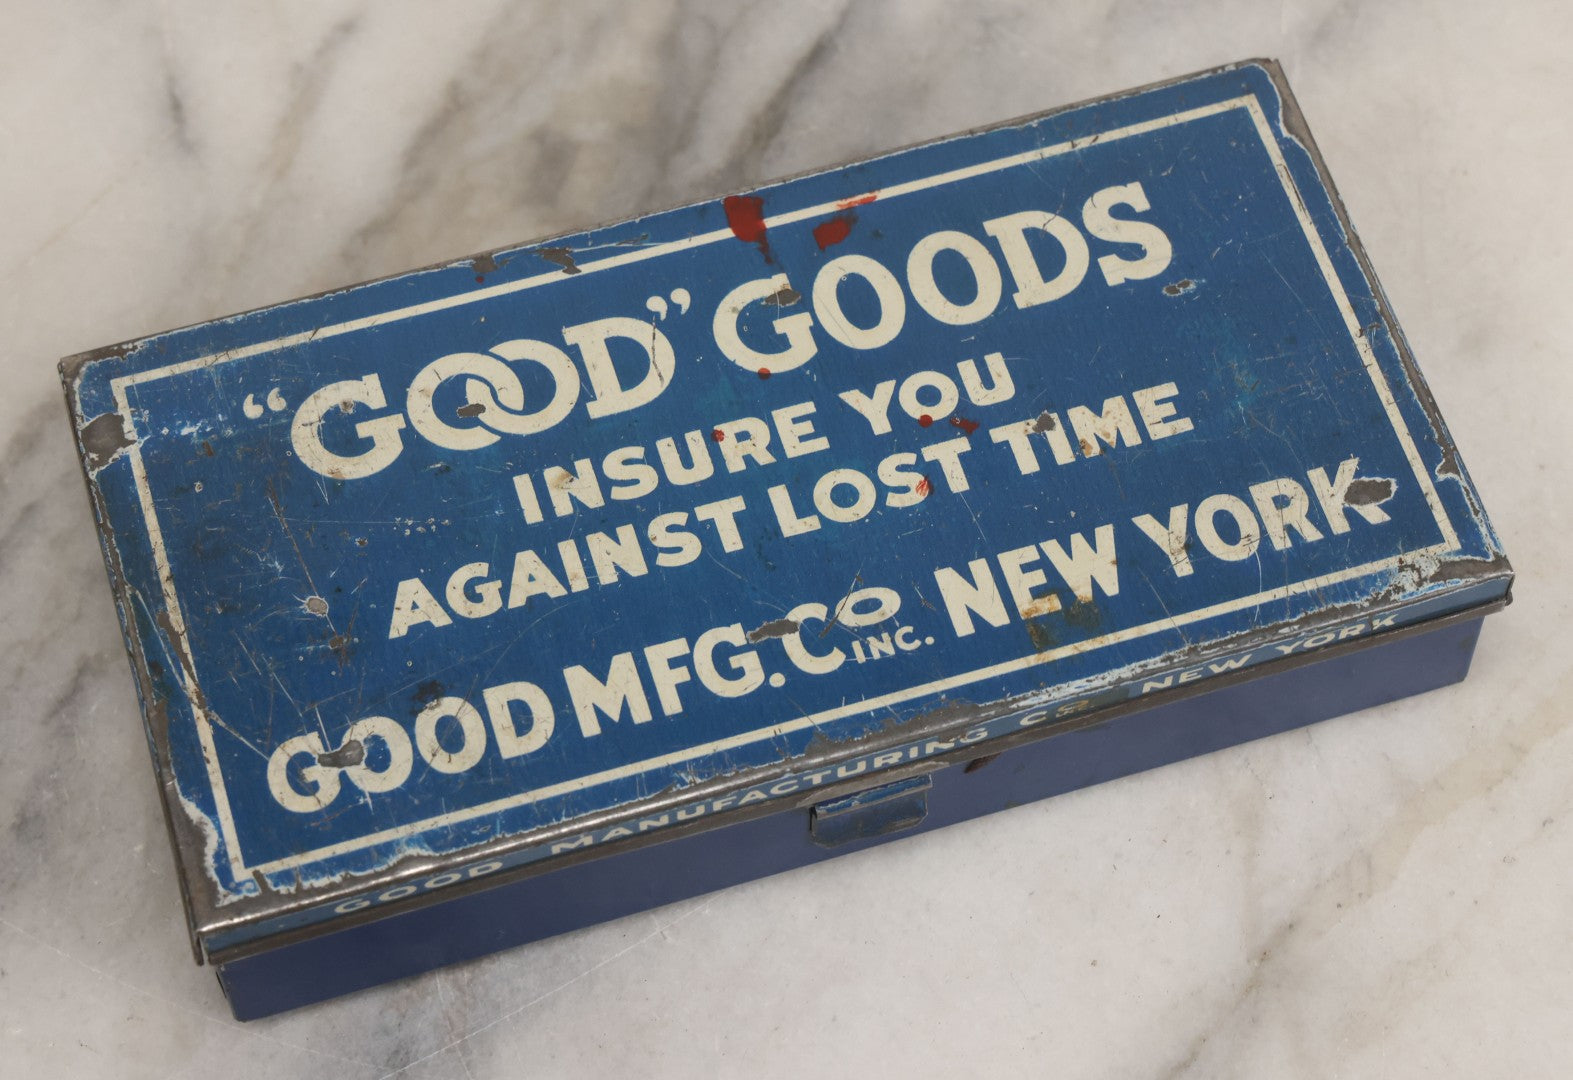 “GOOD” GOODS
INSURE YOU
AGAINST LOST TIME
GOOD MFG. CO INC. NEW YORK
GOOD MANUFACTURING CO. NEW YORK